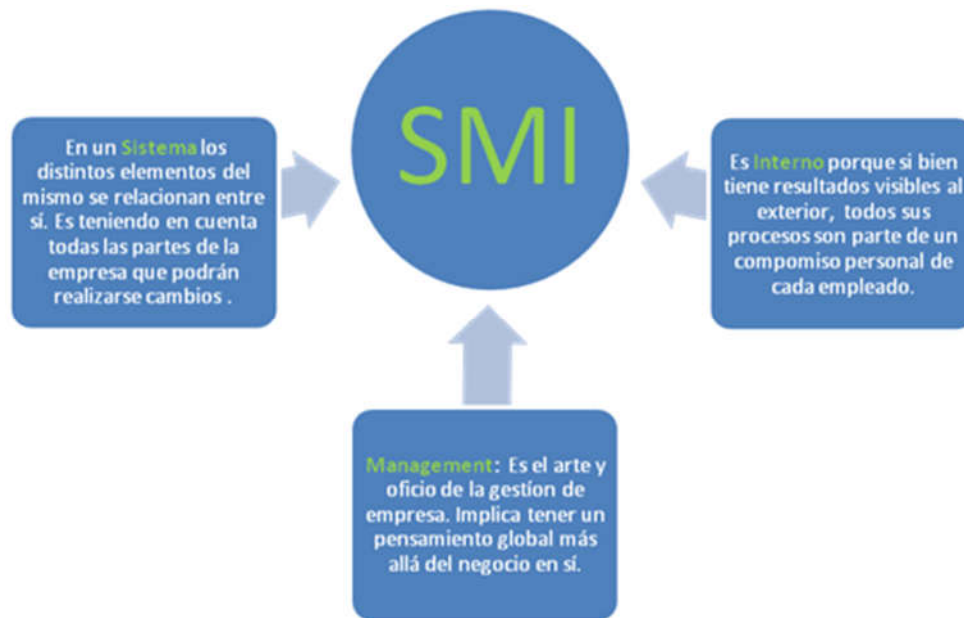 SMI
En un Sistema los
distintos elementos del
mismo se relacionan entre
sí. Es teniendo en cuenta
todas las partes de la
empresa que podrán
realizarse cambios .
Es Interno porque si bien
tiene resultados visibles al
exterior, todos sus
procesos son parte de un
compomiso personal de
cada empleado.
Management: Es el arte y
oficio de la gestíon de
empresa. Implica tener un
pensamiento global más
allá del negocio en sí.